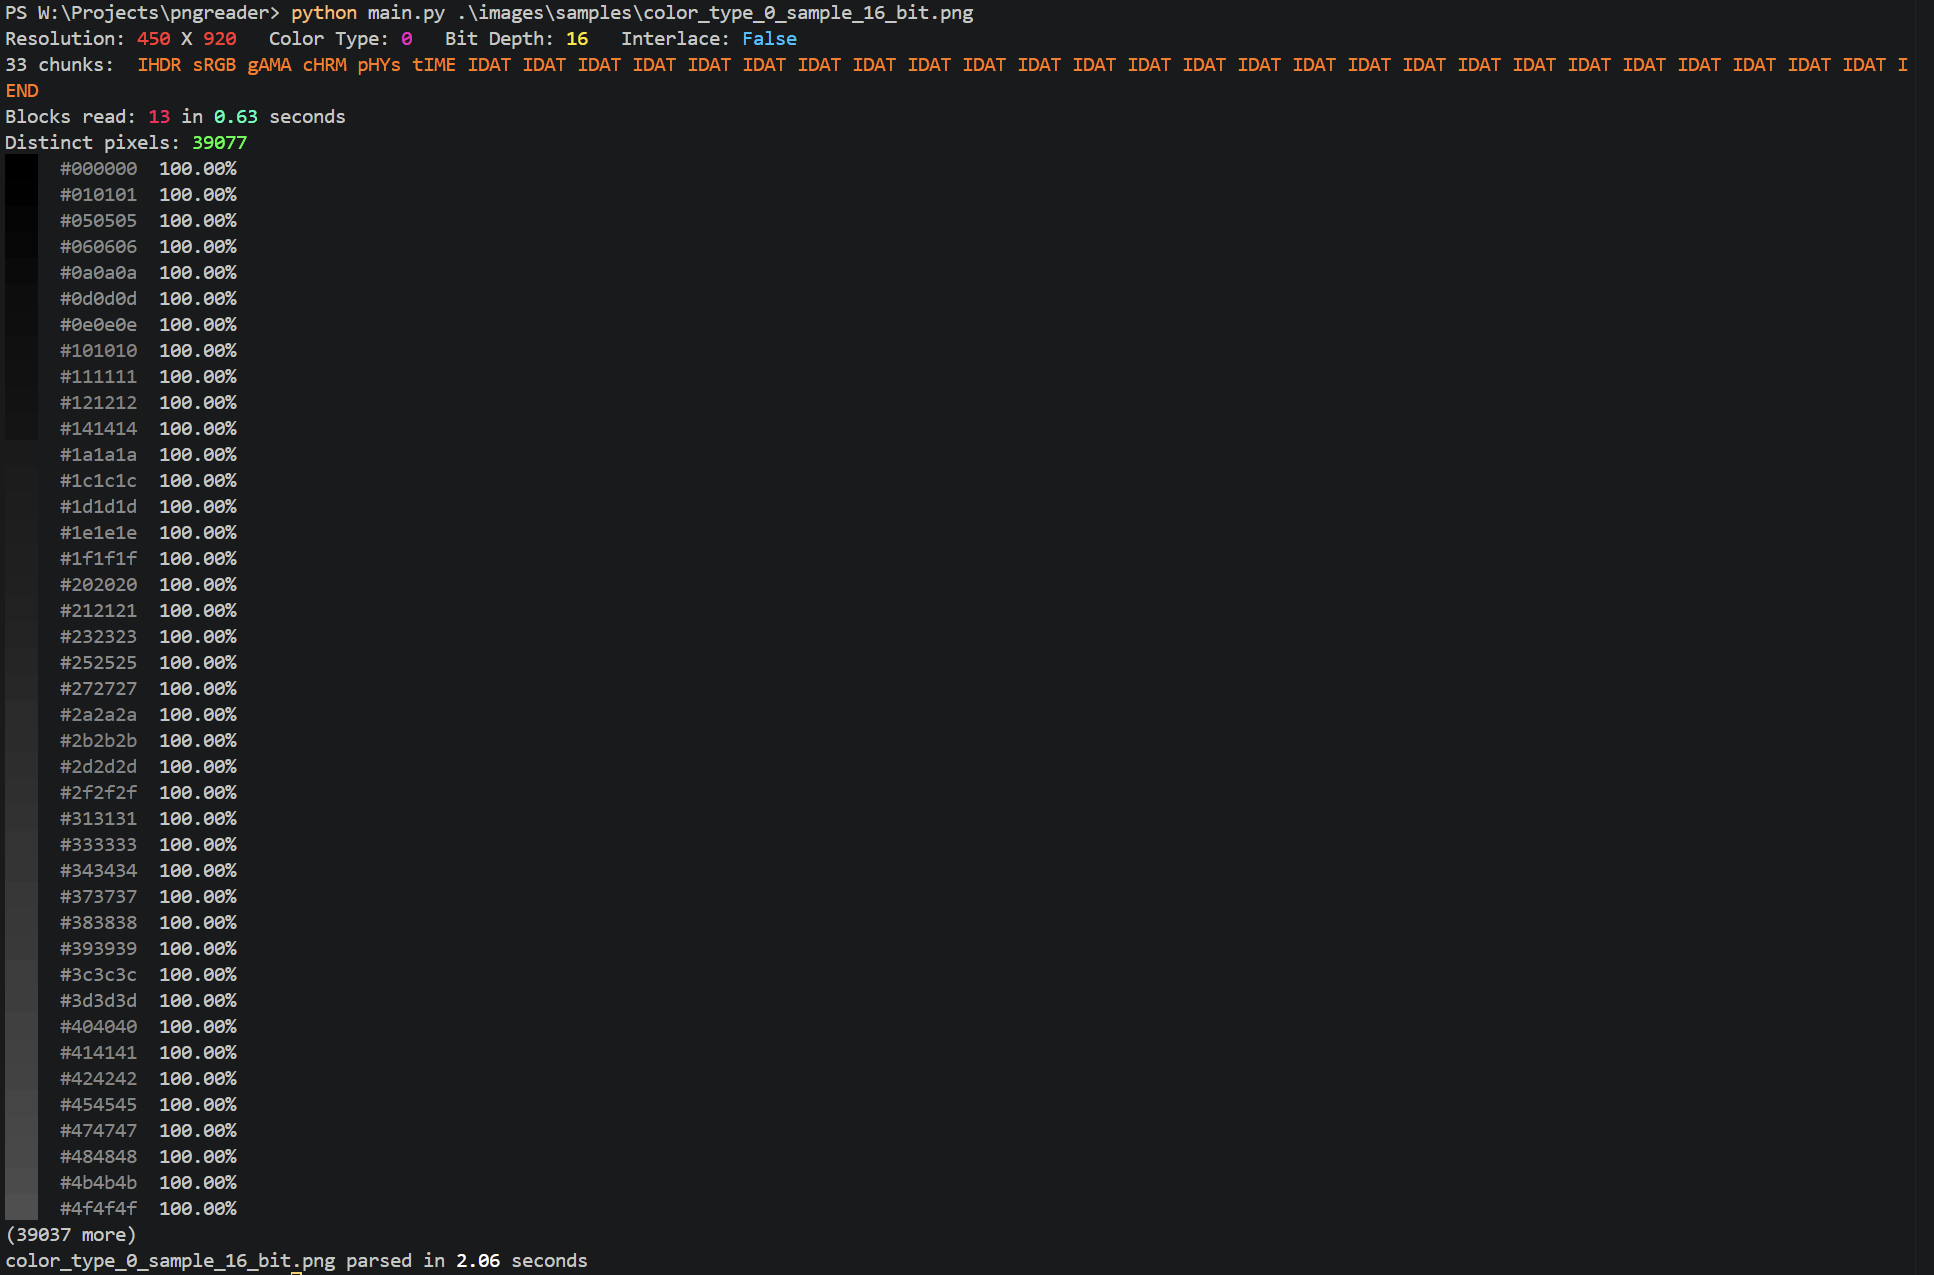 PS W:\Projects\pngreader> python main.py .\images\samples\color_type_0_sample_16_bit.png
Resolution: 450 X 920   Color Type: 0   Bit Depth: 16   Interlace: False
33 chunks:  IHDR sRGB gAMA cHRM pHYs tIME IDAT IDAT IDAT IDAT IDAT IDAT IDAT IDAT IDAT IDAT IDAT IDAT IDAT IDAT IDAT IDAT IDAT IDAT IDAT IDAT IDAT IDAT IDAT IDAT IDAT IDAT I
END
Blocks read: 13 in 0.63 seconds
Distinct pixels: 39077
#000000  100.00%
#010101  100.00%
#050505  100.00%
#060606  100.00%
#0a0a0a  100.00%
#0d0d0d  100.00%
#0e0e0e  100.00%
#101010  100.00%
#111111  100.00%
#121212  100.00%
#141414  100.00%
#1a1a1a  100.00%
#1c1c1c  100.00%
#1d1d1d  100.00%
#1e1e1e  100.00%
#1f1f1f  100.00%
#202020  100.00%
#212121  100.00%
#232323  100.00%
#252525  100.00%
#272727  100.00%
#2a2a2a  100.00%
#2b2b2b  100.00%
#2d2d2d  100.00%
#2f2f2f  100.00%
#313131  100.00%
#333333  100.00%
#343434  100.00%
#373737  100.00%
#383838  100.00%
#393939  100.00%
#3c3c3c  100.00%
#3d3d3d  100.00%
#404040  100.00%
#414141  100.00%
#424242  100.00%
#454545  100.00%
#474747  100.00%
#484848  100.00%
#4b4b4b  100.00%
#4f4f4f  100.00%
(39037 more)
color_type_0_sample_16_bit.png parsed in 2.06 seconds